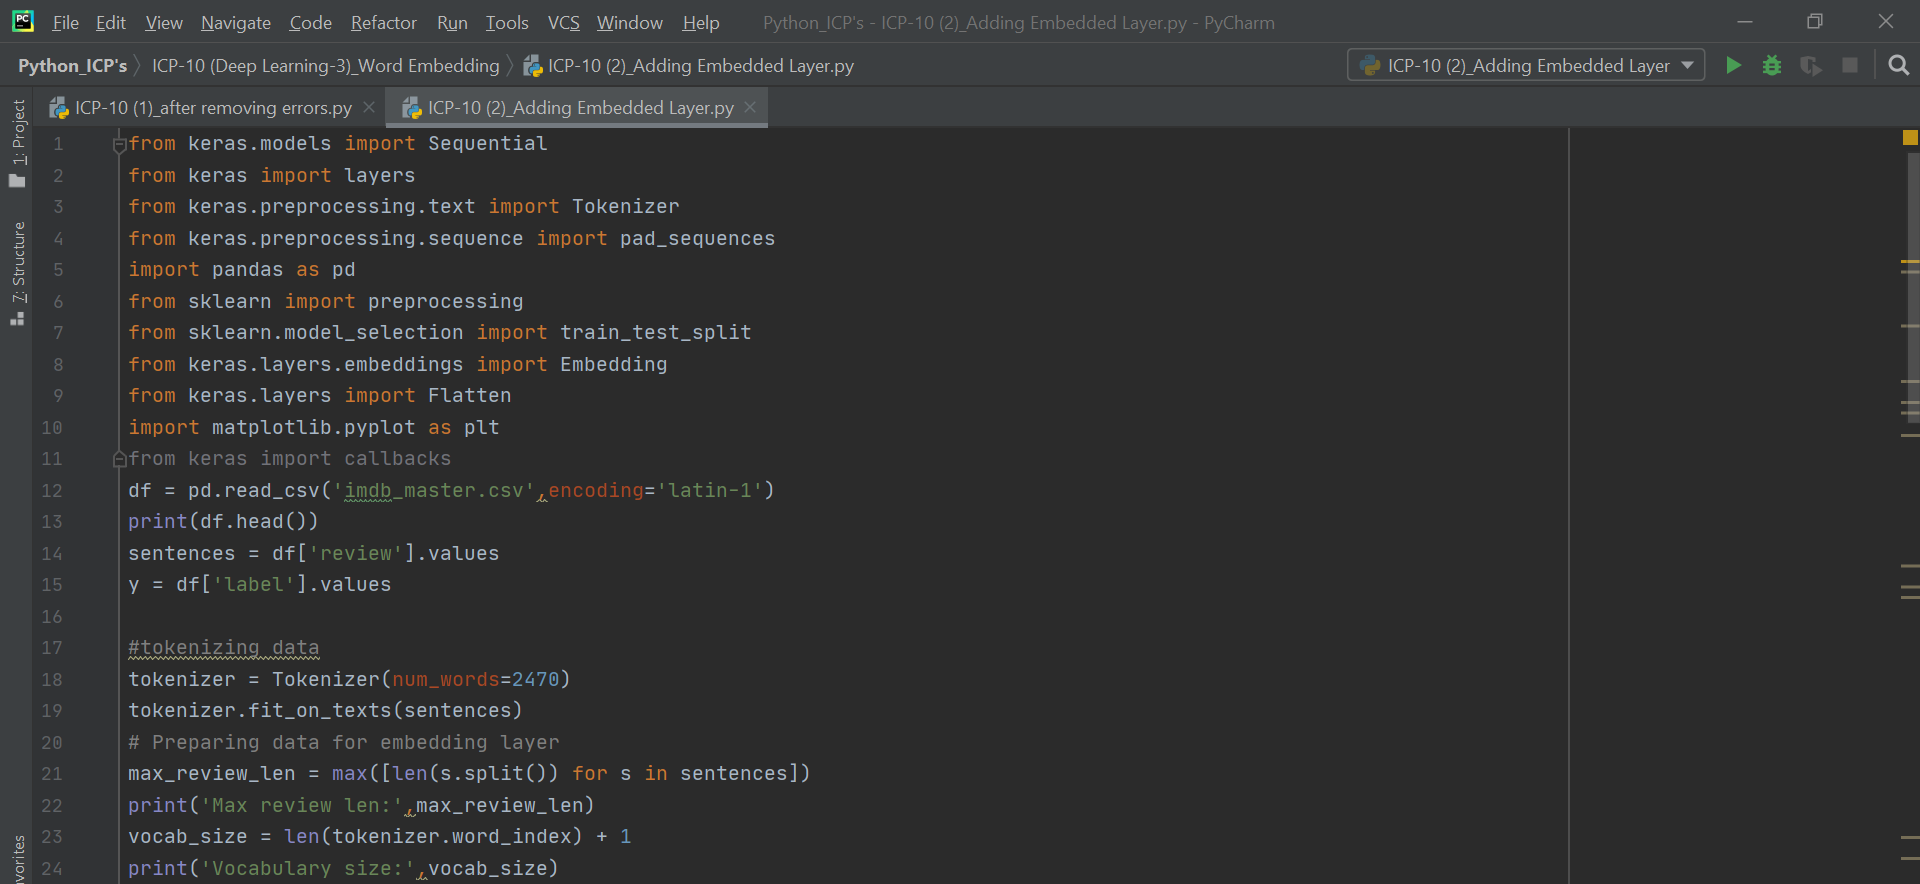 PC File Edit View Navigate Code Refactor Run Tools VCS Window Help Python_ICP's - ICP-10 (2)_Adding Embedded Layer.py - PyCharm
Python_ICP's ICP-10 (Deep Learning-3)_Word Embedding ICP-10 (2)_Adding Embedded Layer.py ICP-10 (2)_Adding Embedded Layer
ICP-10 (1)_after removing errors.py ICP-10 (2)_Adding Embedded Layer.py
1: Project
7: Structure
avorites
1 from keras.models import Sequential
2 from keras import layers
3 from keras.preprocessing.text import Tokenizer
4 from keras.preprocessing.sequence import pad_sequences
5 import pandas as pd
6 from sklearn import preprocessing
7 from sklearn.model_selection import train_test_split
8 from keras.layers.embeddings import Embedding
9 from keras.layers import Flatten
10 import matplotlib.pyplot as plt
11 from keras import callbacks
12 df = pd.read_csv('imdb_master.csv',encoding='latin-1')
13 print(df.head())
14 sentences = df['review'].values
15 y = df['label'].values
16
17 #tokenizing data
18 tokenizer = Tokenizer(num_words=2470)
19 tokenizer.fit_on_texts(sentences)
20 # Preparing data for embedding layer
21 max_review_len = max([len(s.split()) for s in sentences])
22 print('Max review len:',max_review_len)
23 vocab_size = len(tokenizer.word_index) + 1
24 print('Vocabulary size:',vocab_size)